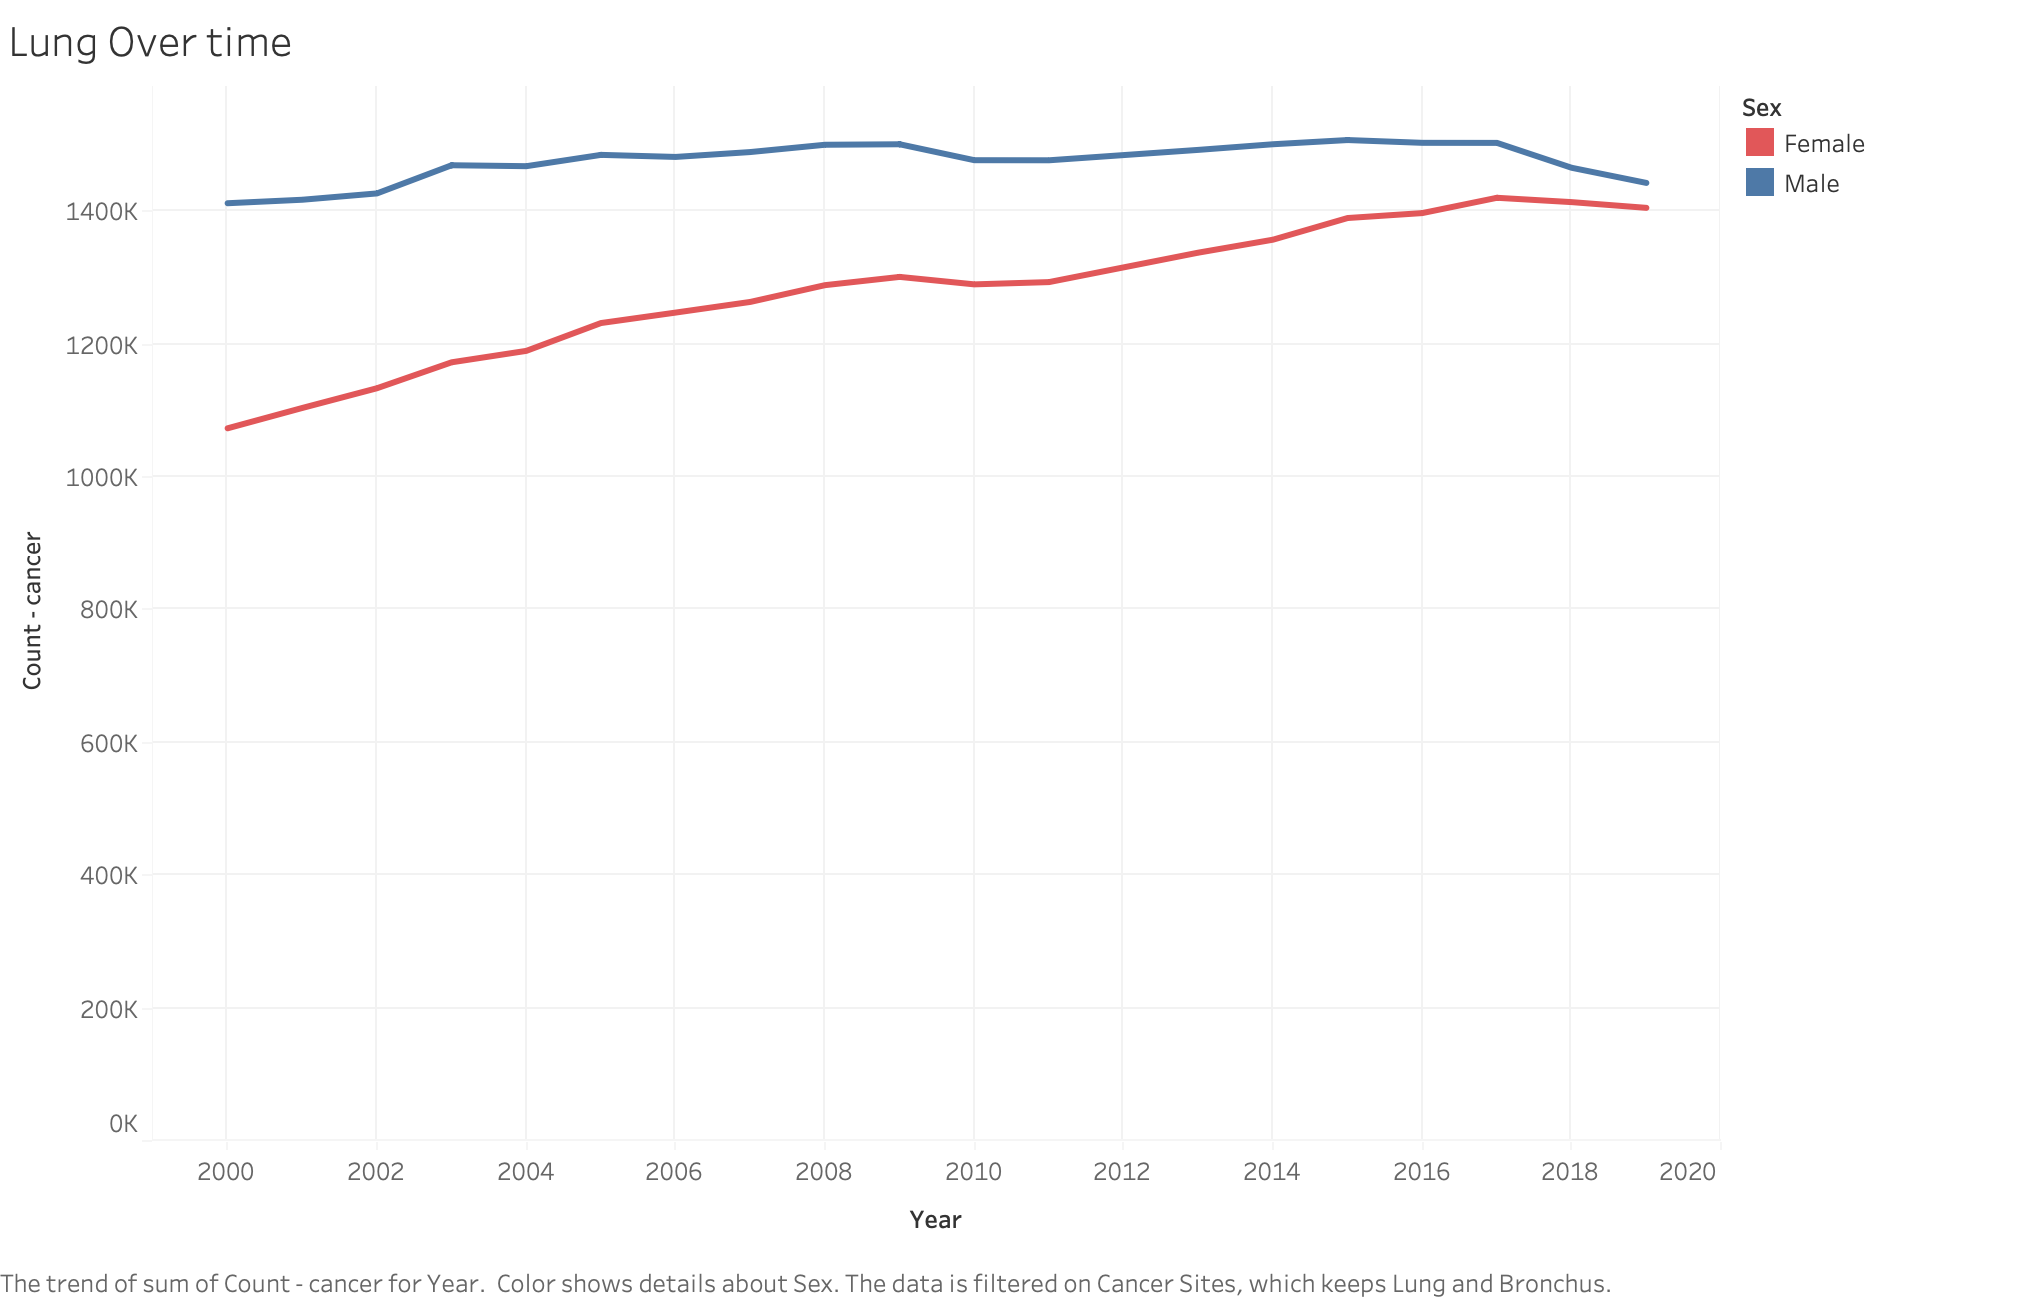 Lung Over time
Sex
Female
Male
1400K
1200K
1000K
800K
600K
400K
200K
0K
Count - cancer
2000 2002 2004 2006 2008 2010 2012 2014 2016 2018 2020
Year
The trend of sum of Count - cancer for Year.  Color shows details about Sex. The data is filtered on Cancer Sites, which keeps Lung and Bronchus.